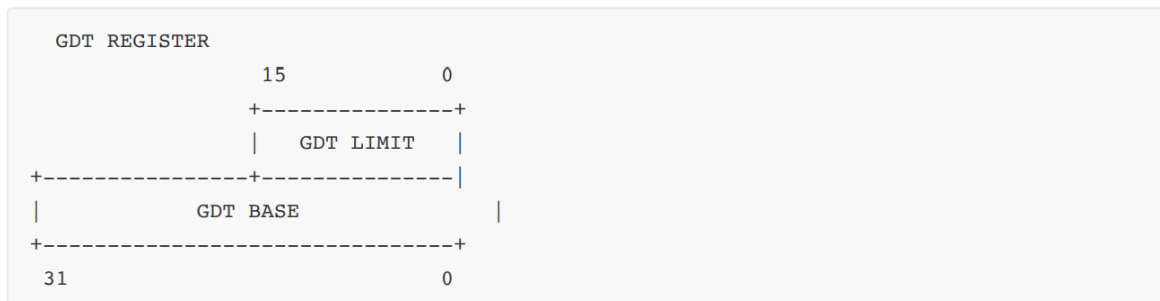 GDT REGISTER
15 0
+---------------+
| GDT LIMIT |
+----------------+---------------|
| GDT BASE |
+--------------------------------+
31 0